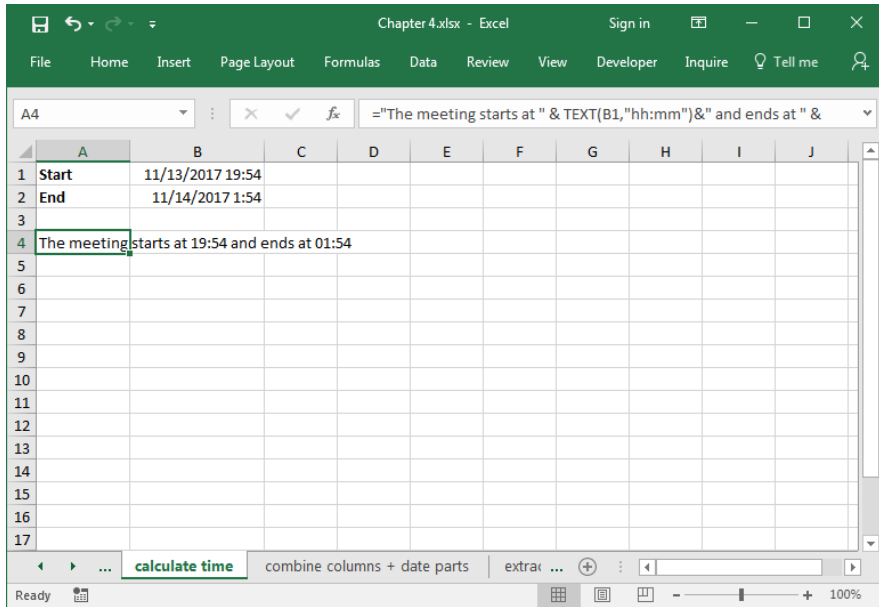 Chapter 4.xlsx - Excel
Sign in
File Home Insert Page Layout Formulas Data Review View Developer Inquire Tell me
A4 fx ="The meeting starts at " & TEXT(B1,"hh:mm")&" and ends at " &
A B C D E F G H I J
1 Start 11/13/2017 19:54
2 End 11/14/2017 1:54
3
4 The meeting starts at 19:54 and ends at 01:54
5
6
7
8
9
10
11
12
13
14
15
16
17
... calculate time combine columns + date parts extrac ...
Ready 100%